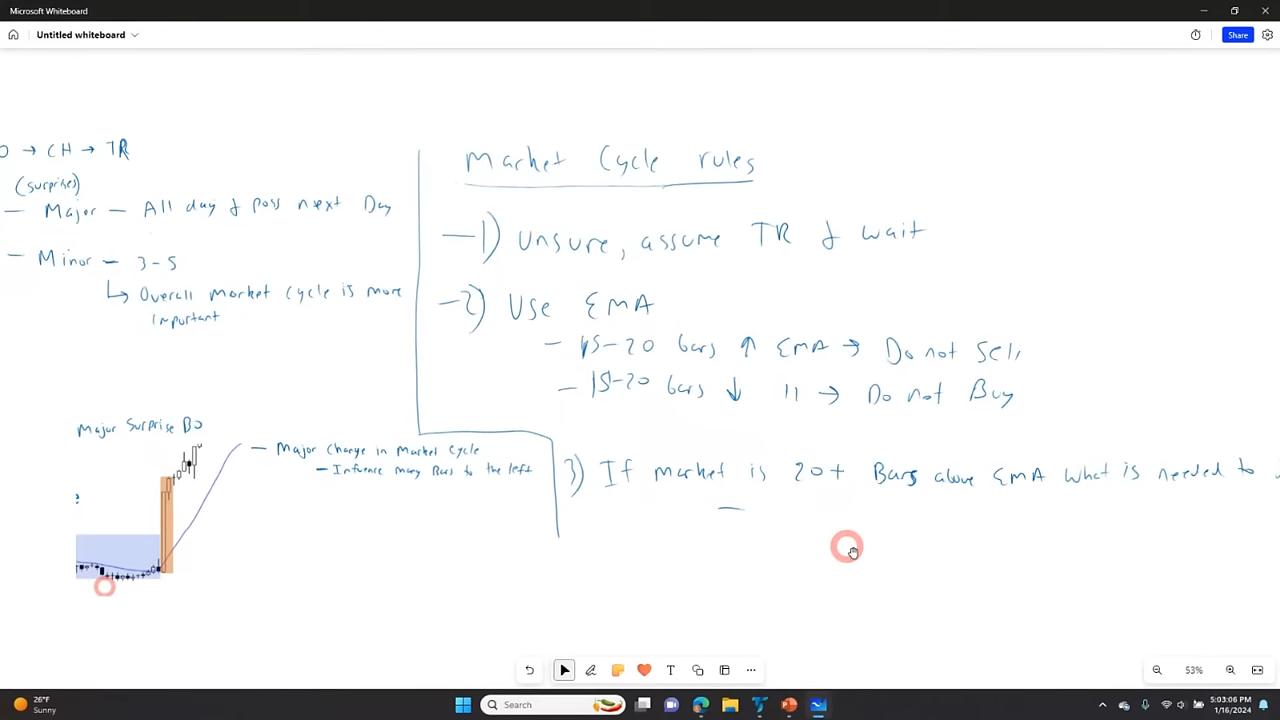 Microsoft Whiteboard
Untitled whiteboard
Share
O → CH → TR
(surprises)
— Major — All day & poss next Day
— Minor — 3-5
↳ Overall market cycle is more
important
Major Surprise BO
— Major Change in Market Cycle
— Influence many Bars to the left
Market Cycle rules
—1) Unsure, assume TR & wait
—2) Use EMA
— 15-20 bars ↑ EMA → Do not Sell
— 15-20 bars ↓ 11 → Do not Buy
3) If market is 20+ Bars above EMA what is needed to
—
T
53%
26°F
Sunny
Search
5:03:06 PM
1/16/2024